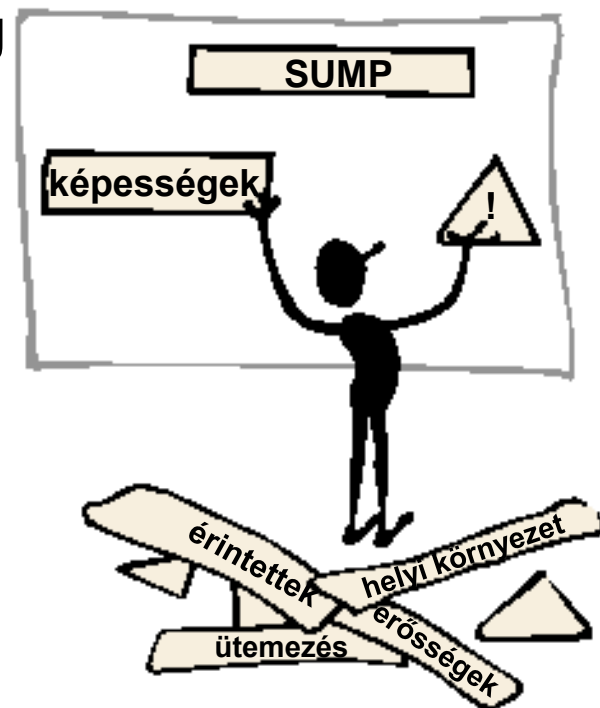 SUMP
képességek
!
érintettek
helyi környezet
erősségek
ütemezés